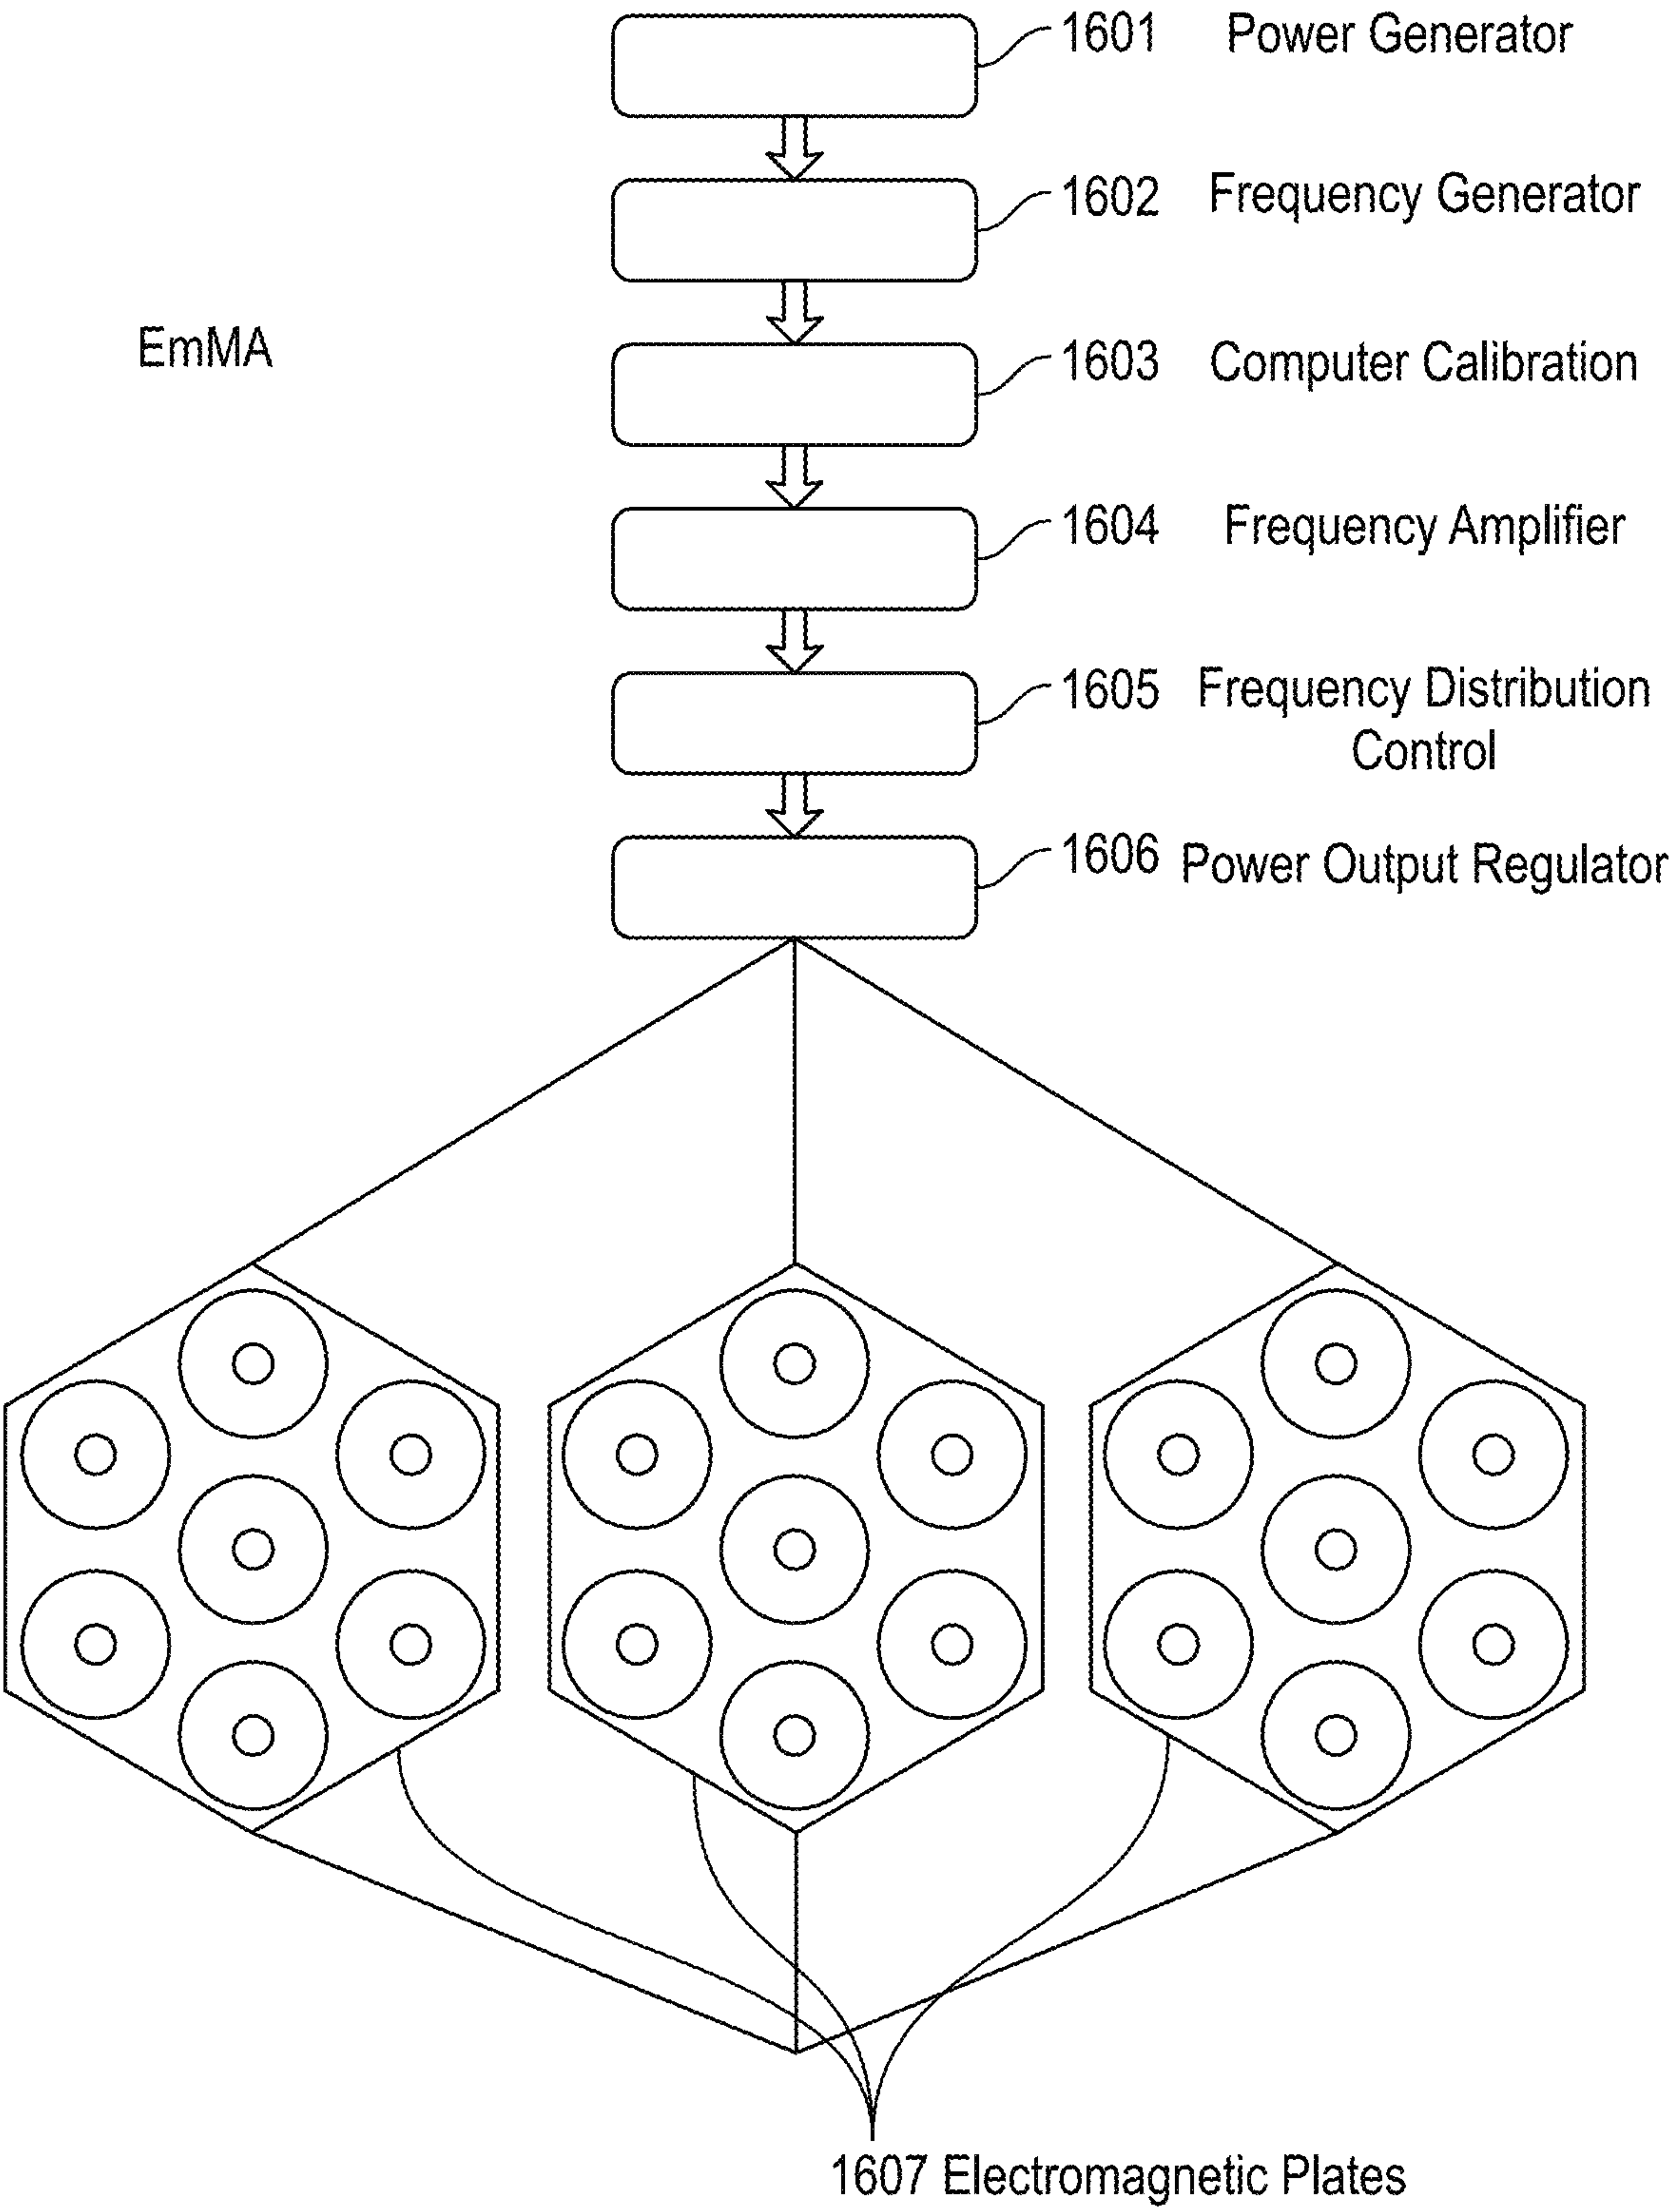 1601 Power Generator
1602 Frequency Generator
EmMA
1603 Computer Calibration
1604 Frequency Amplifier
1605 Frequency Distribution
Control
1606 Power Output Regulator
1607 Electromagnetic Plates